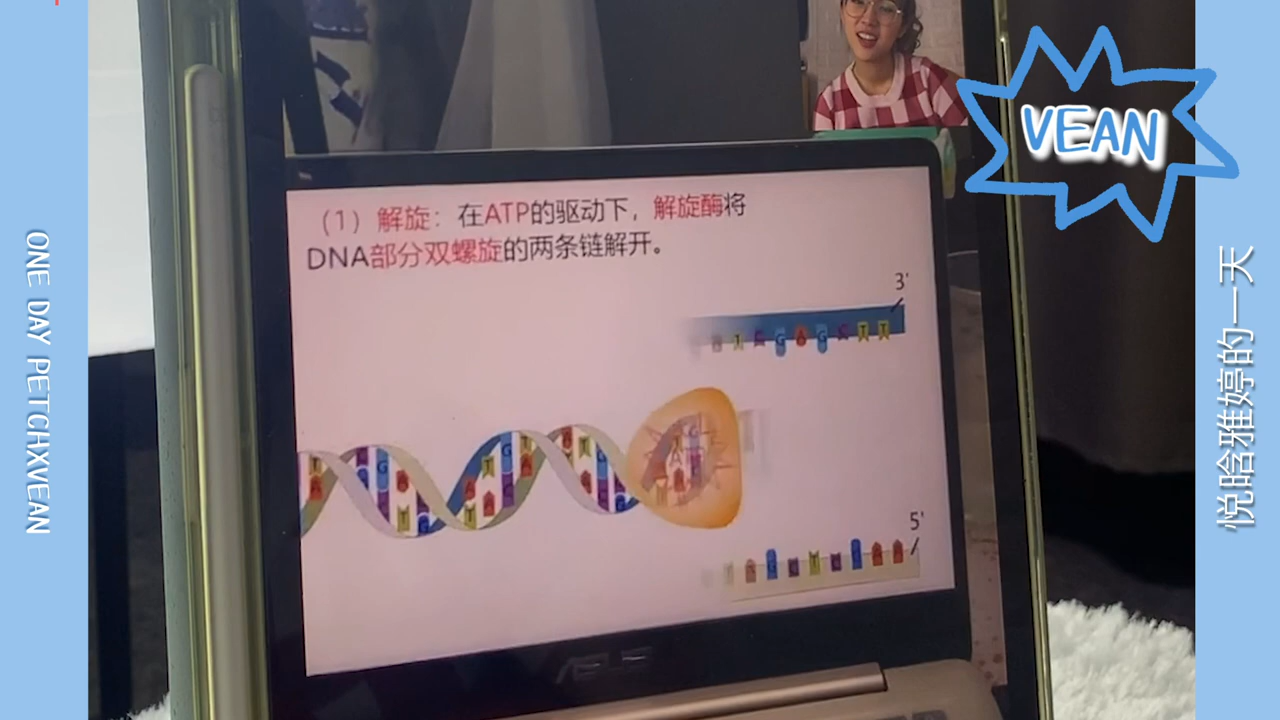 VEAN
（1）解旋：在ATP的驱动下，解旋酶将
DNA部分双螺旋的两条链解开。
3'
5'
ASUS
ONE DAY PETCHXVEAN
悦晗雅婷的一天